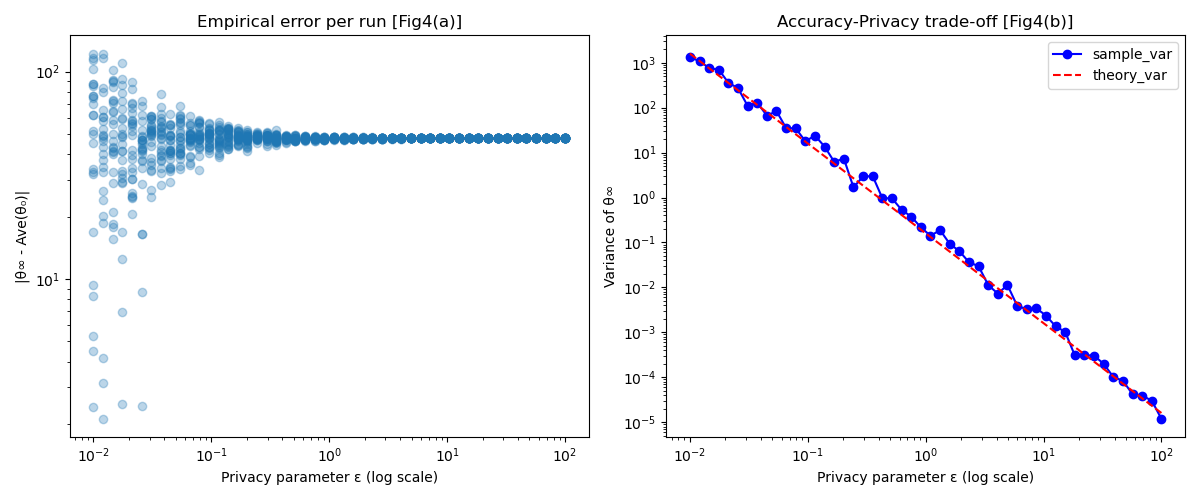 Empirical error per run [Fig4(a)]
|θ∞ - Ave(θ₀)|
10²
10¹
10⁻²
10⁻¹
10⁰
10¹
10²
Privacy parameter ε (log scale)
Accuracy-Privacy trade-off [Fig4(b)]
sample_var
theory_var
Variance of θ∞
10³
10²
10¹
10⁰
10⁻¹
10⁻²
10⁻³
10⁻⁴
10⁻⁵
10⁻²
10⁻¹
10⁰
10¹
10²
Privacy parameter ε (log scale)